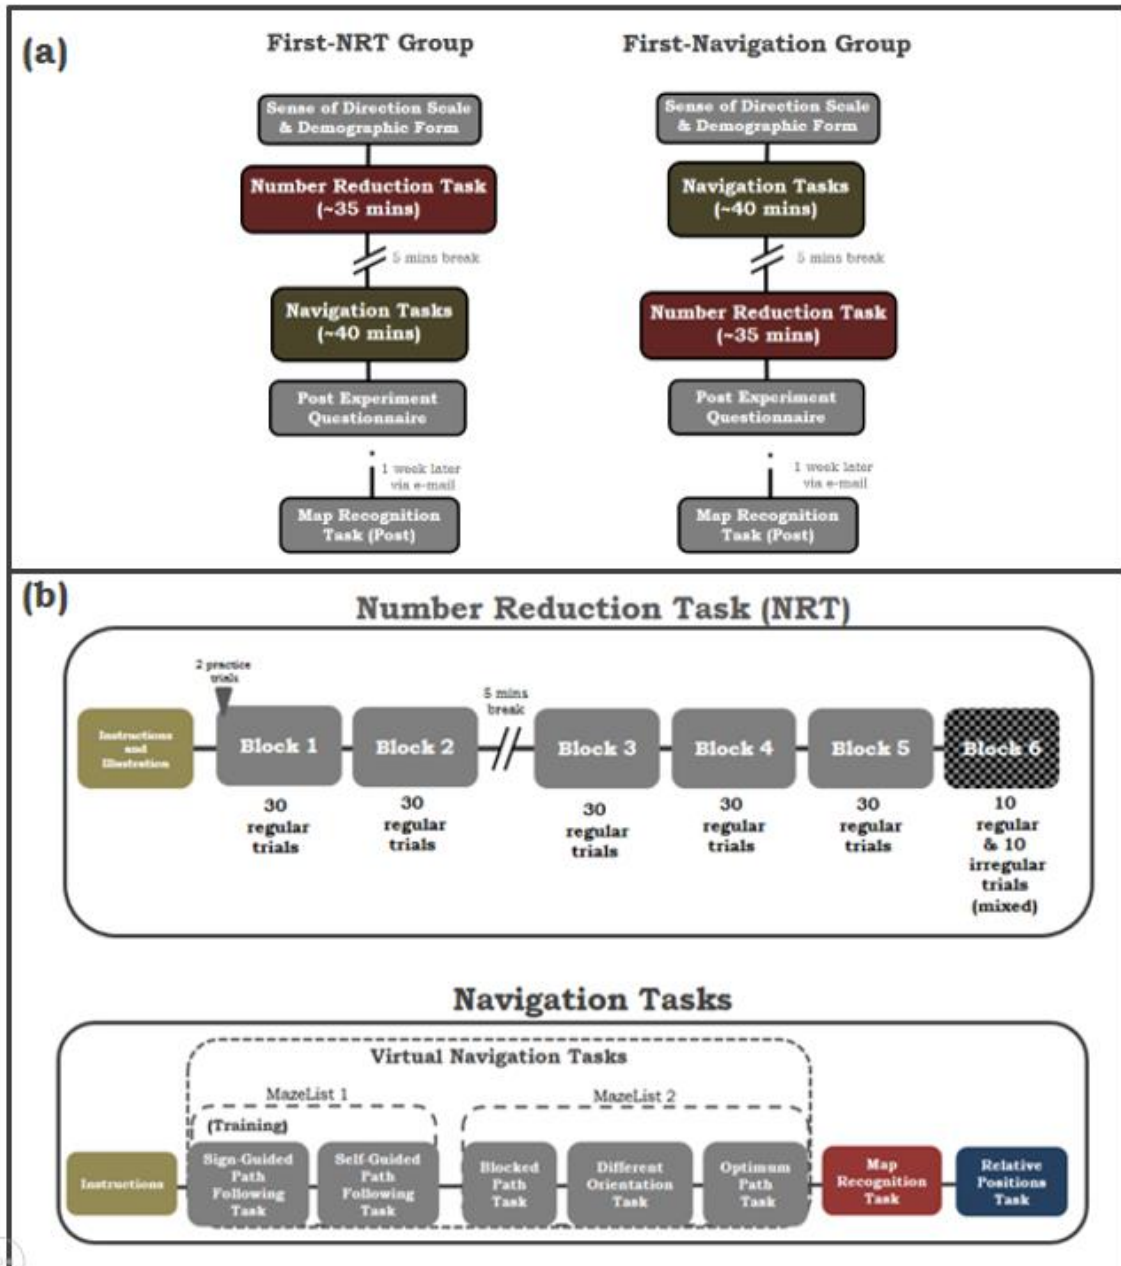 (a)
First-NRT Group
Sense of Direction Scale
& Demographic Form
Number Reduction Task
(~35 mins)
5 mins break
Navigation Tasks
(~40 mins)
Post Experiment
Questionnaire
1 week later
via e-mail
Map Recognition
Task (Post)
First-Navigation Group
Sense of Direction Scale
& Demographic Form
Navigation Tasks
(~40 mins)
5 mins break
Number Reduction Task
(~35 mins)
Post Experiment
Questionnaire
1 week later
via e-mail
Map Recognition
Task (Post)
(b)
Number Reduction Task (NRT)
2 practice
trials
5 mins
break
Instructions
and
Illustration
Block 1
Block 2
Block 3
Block 4
Block 5
Block 6
30
regular
trials
30
regular
trials
30
regular
trials
30
regular
trials
30
regular
trials
10
regular
& 10
irregular
trials
(mixed)
Navigation Tasks
Virtual Navigation Tasks
MazeList 1
MazeList 2
(Training)
Instructions
Sign-Guided
Path
Following
Task
Self-Guided
Path
Following
Task
Blocked
Path
Task
Different
Orientation
Task
Optimum
Path
Task
Map
Recognition
Task
Relative
Positions
Task